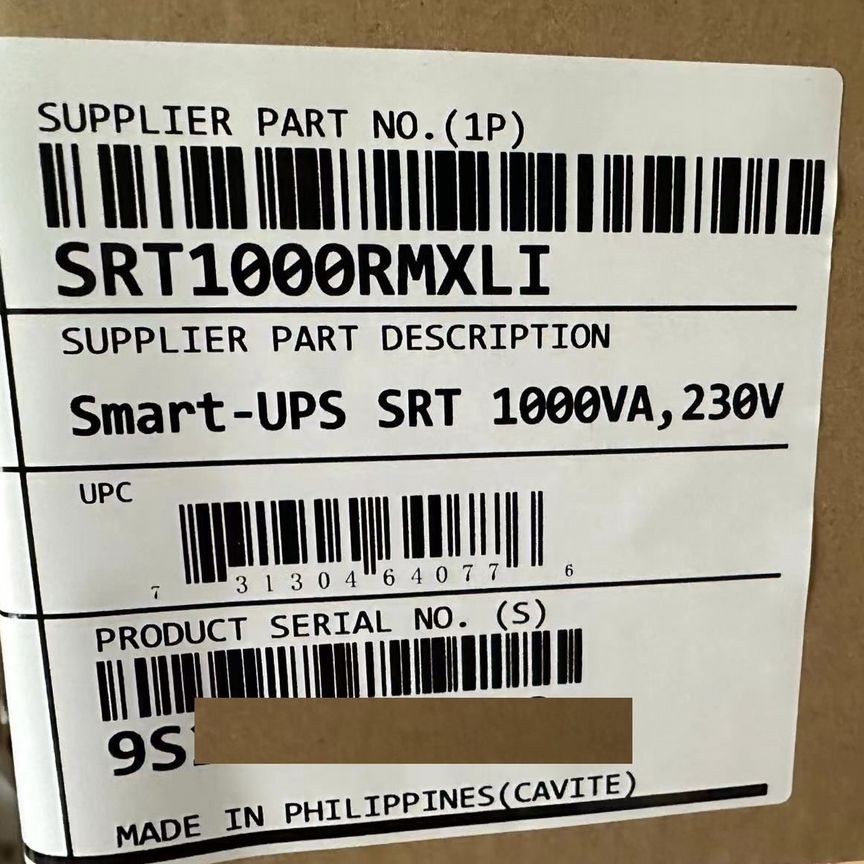 SUPPLIER PART NO.(1P)
SRT1000RMXLI
SUPPLIER PART DESCRIPTION
Smart-UPS SRT 1000VA,230V
UPC
7 31304 64077 6
PRODUCT SERIAL NO. (S)
9S
MADE IN PHILIPPINES(CAVITE)